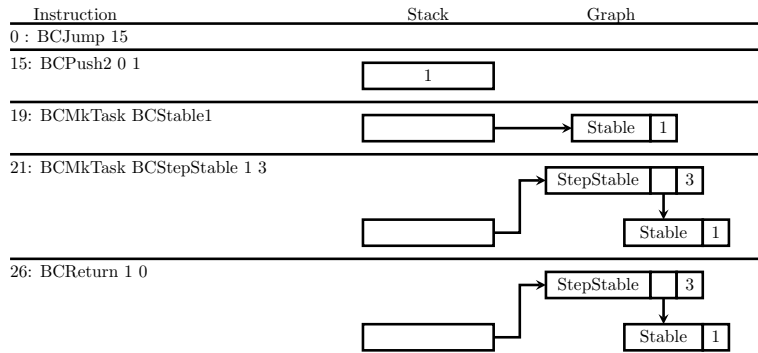 Instruction Stack Graph
0 : BCJump 15
15: BCPush2 0 1
1
19: BCMkTask BCStable1
Stable 1
21: BCMkTask BCStepStable 1 3
StepStable 3
Stable 1
26: BCReturn 1 0
StepStable 3
Stable 1